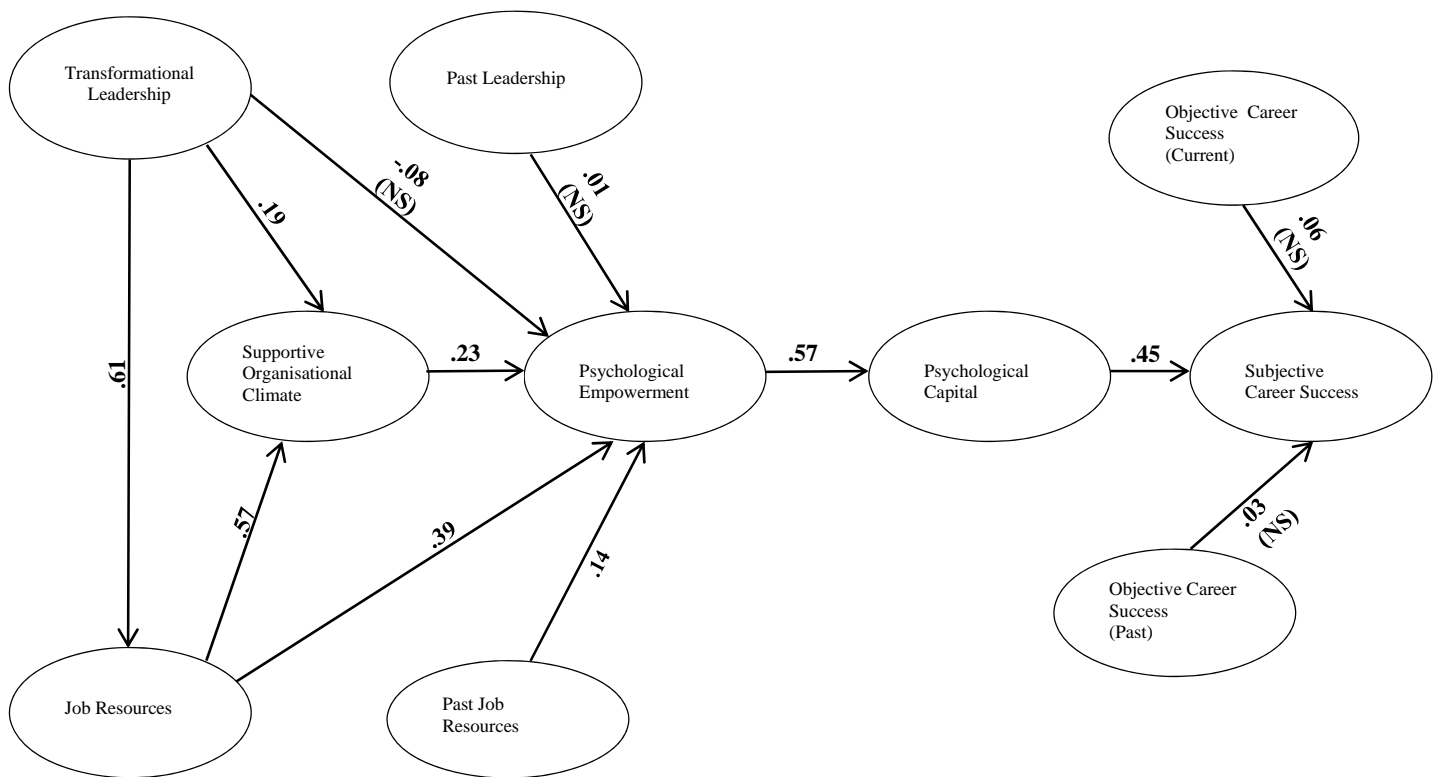 Transformational
Leadership
Past Leadership
Objective Career
Success
(Current)
-.08
(NS)
.01
(NS)
.19
.06
(NS)
.61
Supportive
Organisational
Climate
.23
Psychological
Empowerment
.57
Psychological
Capital
.45
Subjective
Career Success
.57
.39
.14
.03
(NS)
Objective Career
Success
(Past)
Job Resources
Past Job
Resources